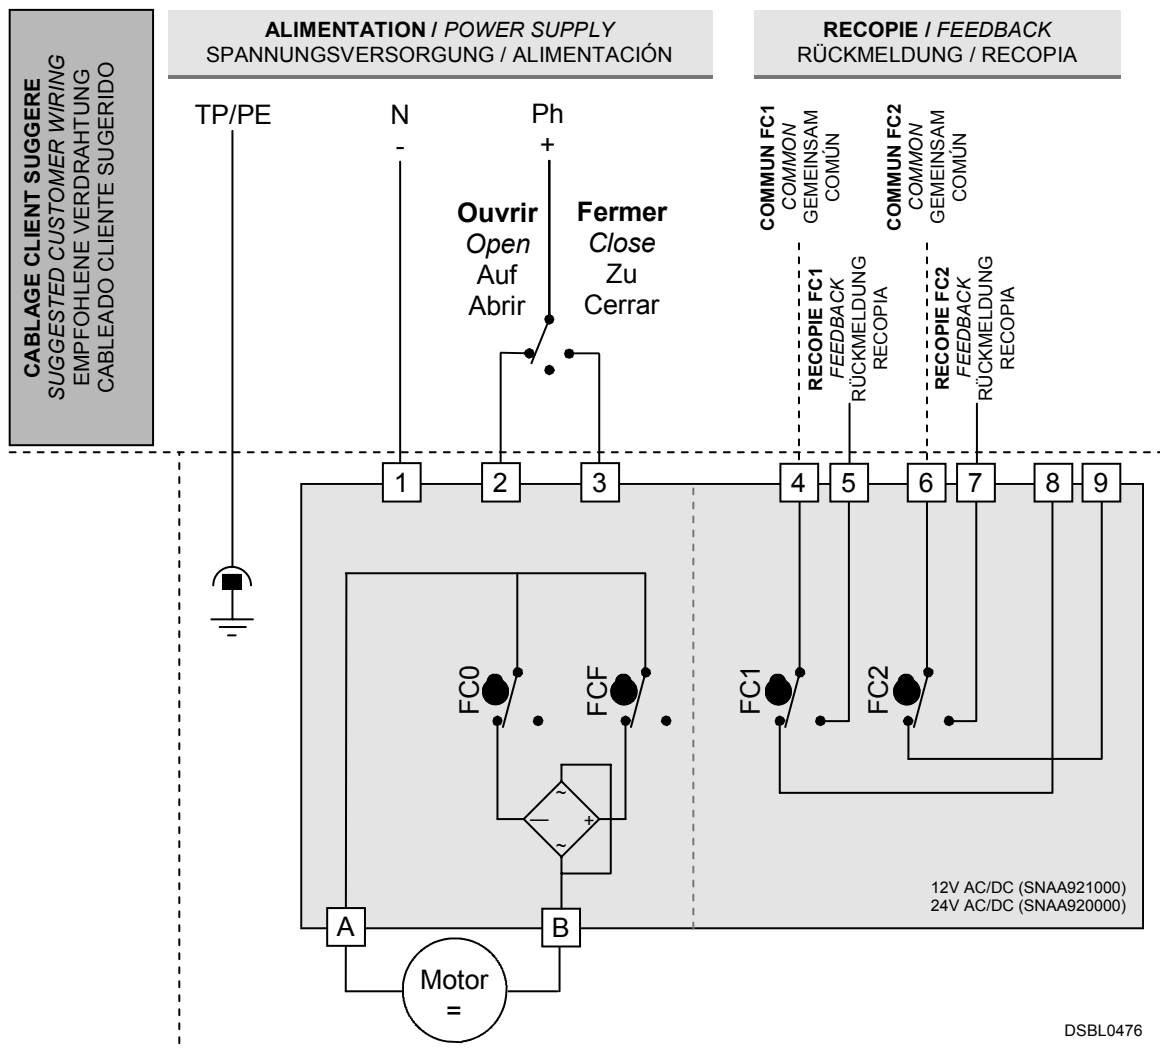 CABLAGE CLIENT SUGGERE
SUGGESTED CUSTOMER WIRING
EMPFOHLENE VERDRAHTUNG
CABLEADO CLIENTE SUGERIDO
ALIMENTATION / POWER SUPPLY
SPANNUNGSVERSORGUNG / ALIMENTACIÓN
RECOPIE / FEEDBACK
RÜCKMELDUNG / RECOPIA
TP/PE
N
-
Ph
+
Ouvrir
Open
Auf
Abrir
Fermer
Close
Zu
Cerrar
COMMUN FC1
COMMON
GEMEINSAM
COMÚN
RECOPIE FC1
FEEDBACK
RÜCKMELDUNG
RECOPIA
COMMUN FC2
COMMON
GEMEINSAM
COMÚN
RECOPIE FC2
FEEDBACK
RÜCKMELDUNG
RECOPIA
1
2
3
4
5
6
7
8
9
FC0
FCF
FC1
FC2
~
—
+
~
12V AC/DC (SNAA921000)
24V AC/DC (SNAA920000)
A
B
Motor
=
DSBL0476